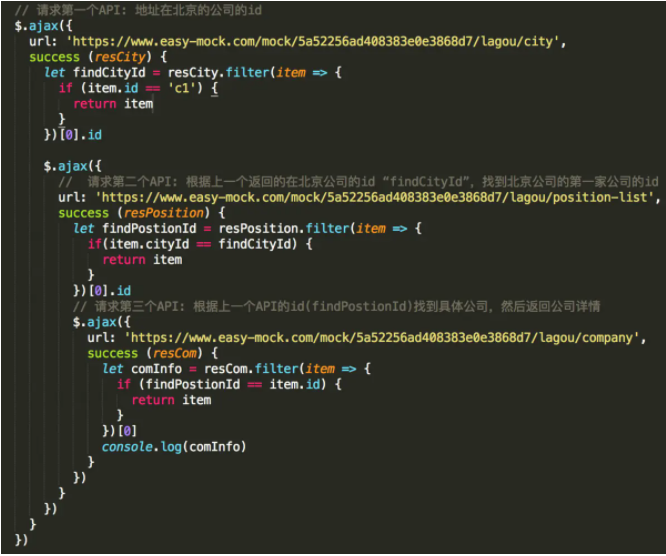 // 请求第一个API: 地址在北京的公司的id
$.ajax({
  url: 'https://www.easy-mock.com/mock/5a52256ad408383e0e3868d7/lagou/city',
  success (resCity) {
    let findCityId = resCity.filter(item => {
      if (item.id == 'c1') {
        return item
      }
    })[0].id

    $.ajax({
      //  请求第二个API: 根据上一个返回的在北京公司的id “findCityId”，找到北京公司的第一家公司的id
      url: 'https://www.easy-mock.com/mock/5a52256ad408383e0e3868d7/lagou/position-list',
      success (resPosition) {
        let findPostionId = resPosition.filter(item => {
          if(item.cityId == findCityId) {
            return item
          }
        })[0].id
        // 请求第三个API: 根据上一个API的id(findPostionId)找到具体公司，然后返回公司详情
        $.ajax({
          url: 'https://www.easy-mock.com/mock/5a52256ad408383e0e3868d7/lagou/company',
          success (resCom) {
            let comInfo = resCom.filter(item => {
              if (findPostionId == item.id) {
                return item
              }
            })[0]
            console.log(comInfo)
          }
        })
      }
    })
  }
})